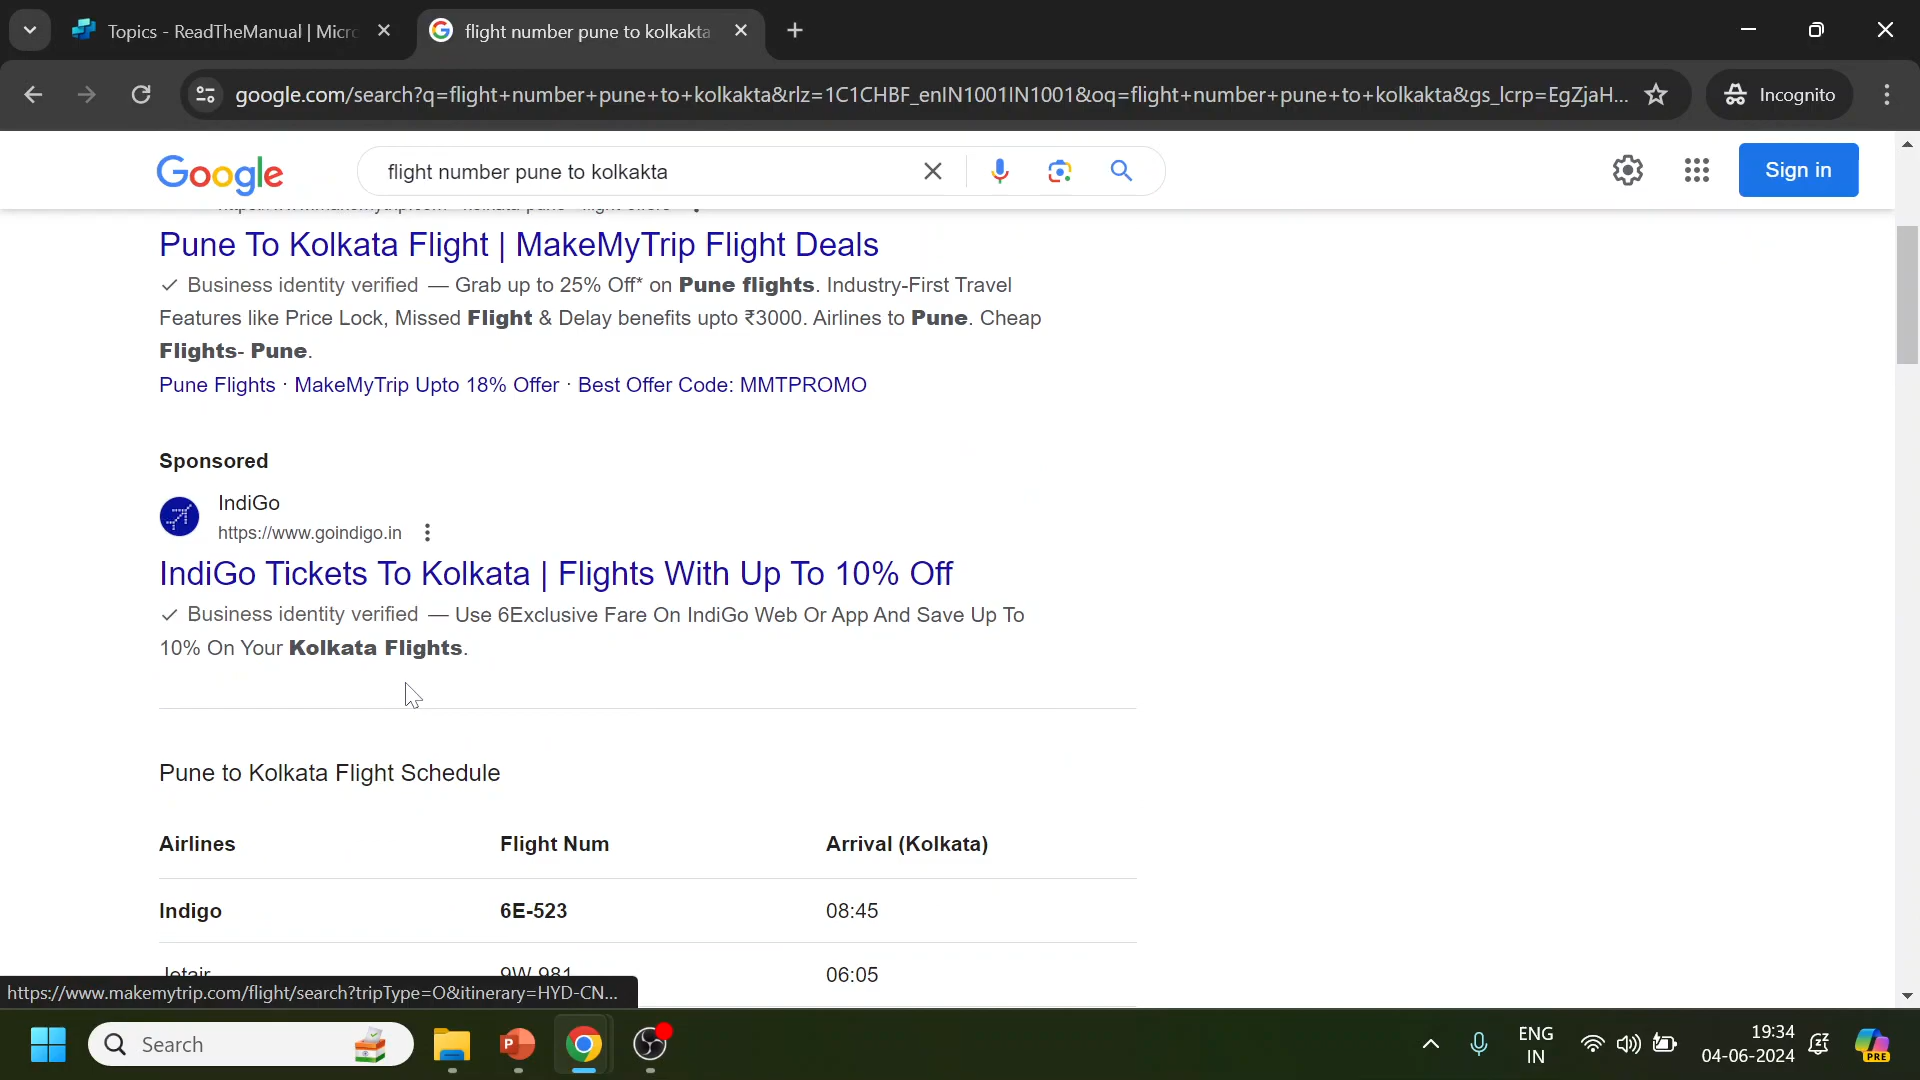 Topics - ReadTheManual | Micr
flight number pune to kolkakta
google.com/search?q=flight+number+pune+to+kolkakta&rlz=1C1CHBF_enIN1001IN1001&oq=flight+number+pune+to+kolkakta&gs_lcrp=EgZjaH...
Incognito
Google
flight number pune to kolkakta
Sign in
Pune To Kolkata Flight | MakeMyTrip Flight Deals
✓ Business identity verified — Grab up to 25% Off* on Pune flights. Industry-First Travel
Features like Price Lock, Missed Flight & Delay benefits upto ₹3000. Airlines to Pune. Cheap
Flights- Pune.
Pune Flights · MakeMyTrip Upto 18% Offer · Best Offer Code: MMTPROMO
Sponsored
IndiGo
https://www.goindigo.in
IndiGo Tickets To Kolkata | Flights With Up To 10% Off
✓ Business identity verified — Use 6Exclusive Fare On IndiGo Web Or App And Save Up To
10% On Your Kolkata Flights.
Pune to Kolkata Flight Schedule
Airlines Flight Num Arrival (Kolkata)
Indigo 6E-523 08:45
Jetair 9W 981 06:05
https://www.makemytrip.com/flight/search?tripType=O&itinerary=HYD-CN...
Search
ENG
IN
19:34
04-06-2024
PRE